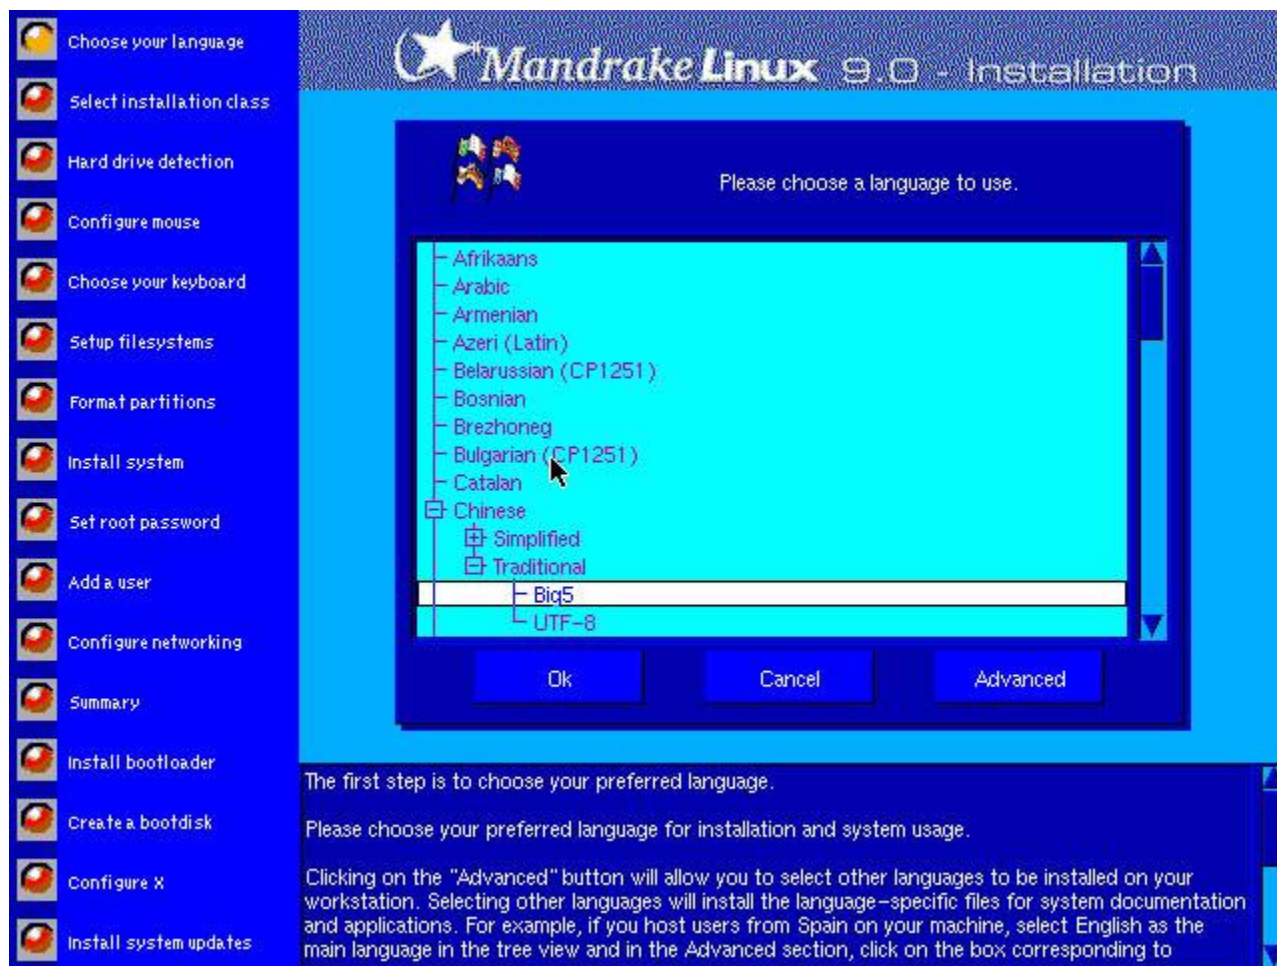 Choose your language
Select installation class
Hard drive detection
Configure mouse
Choose your keyboard
Setup filesystems
Format partitions
Install system
Set root password
Add a user
Configure networking
Summary
Install bootloader
Create a bootdisk
Configure X
Install system updates
Mandrake Linux 9.0 - Installation
Please choose a language to use.
Afrikaans
Arabic
Armenian
Azeri (Latin)
Belarussian (CP1251)
Bosnian
Brezhoneg
Bulgarian (CP1251)
Catalan
Chinese
Simplified
Traditional
Big5
UTF-8
Ok Cancel Advanced
The first step is to choose your preferred language.
Please choose your preferred language for installation and system usage.
Clicking on the "Advanced" button will allow you to select other languages to be installed on your
workstation. Selecting other languages will install the language-specific files for system documentation
and applications. For example, if you host users from Spain on your machine, select English as the
main language in the tree view and in the Advanced section, click on the box corresponding to